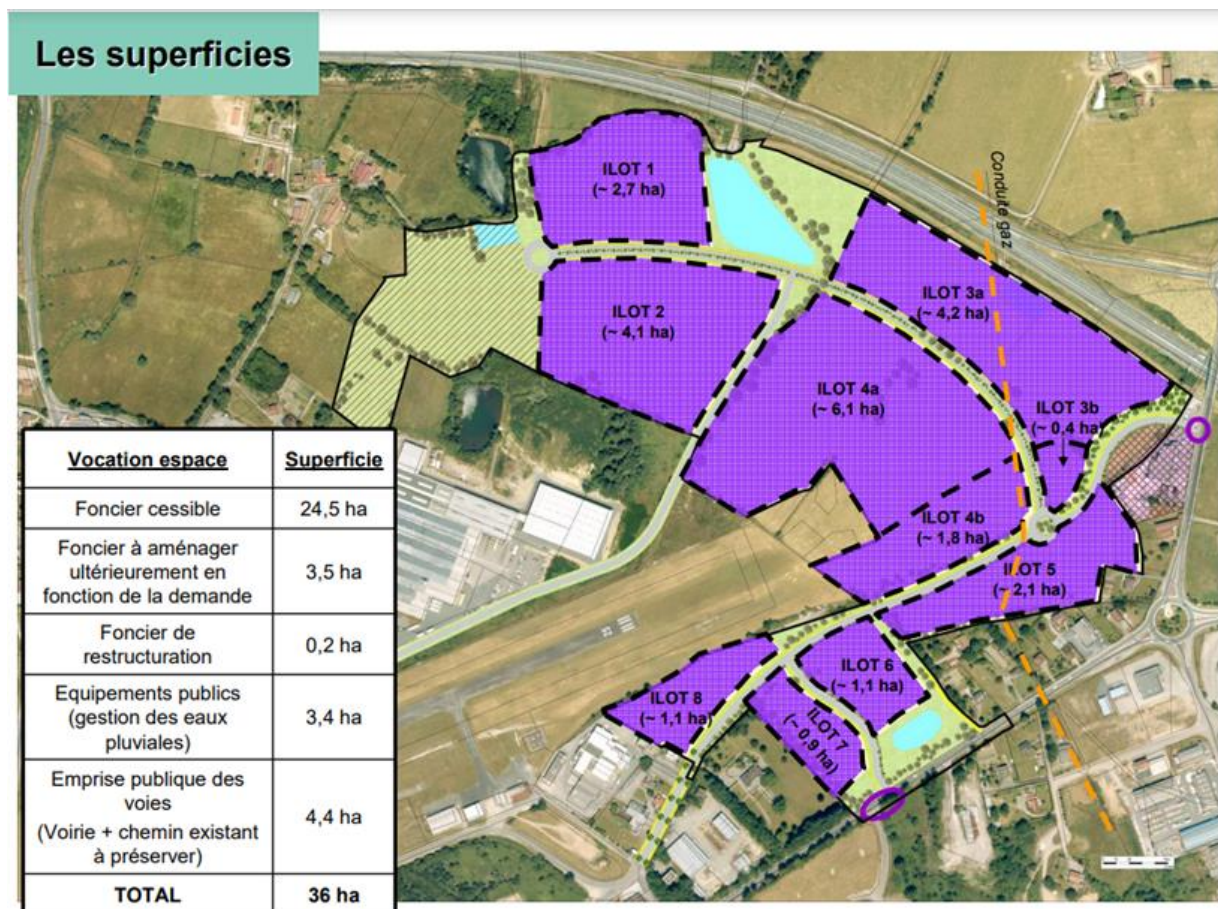 Les superficies
ILOT 1
(~ 2,7 ha)
Conduite gaz
ILOT 2
(~ 4,1 ha)
ILOT 3a
(~ 4,2 ha)
ILOT 4a
(~ 6,1 ha)
ILOT 3b
(~ 0,4 ha)
ILOT 4b
(~ 1,8 ha)
ILOT 5
(~ 2,1 ha)
ILOT 6
(~ 1,1 ha)
ILOT 8
(~ 1,1 ha)
ILOT 7
(~ 0,9 ha)
Vocation espace Superficie
Foncier cessible 24,5 ha
Foncier à aménager
ultérieurement en
fonction de la demande
3,5 ha
Foncier de
restructuration
0,2 ha
Equipements publics
(gestion des eaux
pluviales)
3,4 ha
Emprise publique des
voies
(Voirie + chemin existant
à préserver)
4,4 ha
TOTAL 36 ha